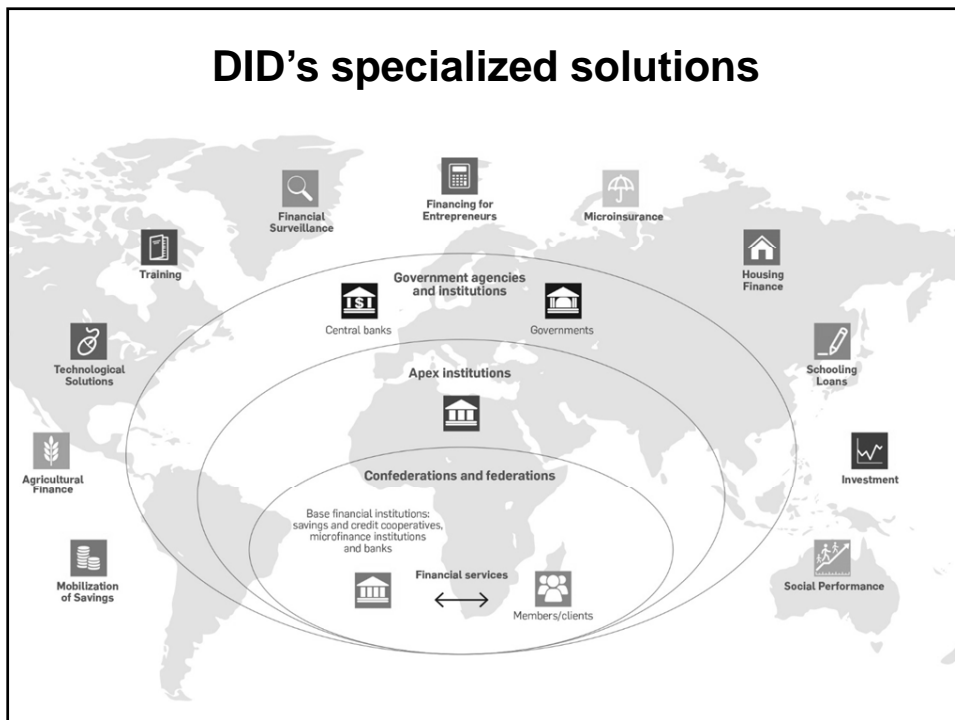 DID's specialized solutions
Financial
Surveillance
Financing for
Entrepreneurs
Microinsurance
Training
Housing
Finance
Government agencies
and institutions
Central banks
Governments
Technological
Solutions
Apex institutions
Schooling
Loans
Agricultural
Finance
Confederations and federations
Investment
Base financial institutions:
savings and credit cooperatives,
microfinance institutions
and banks
Mobilization
of Savings
Financial services
Members/clients
Social Performance